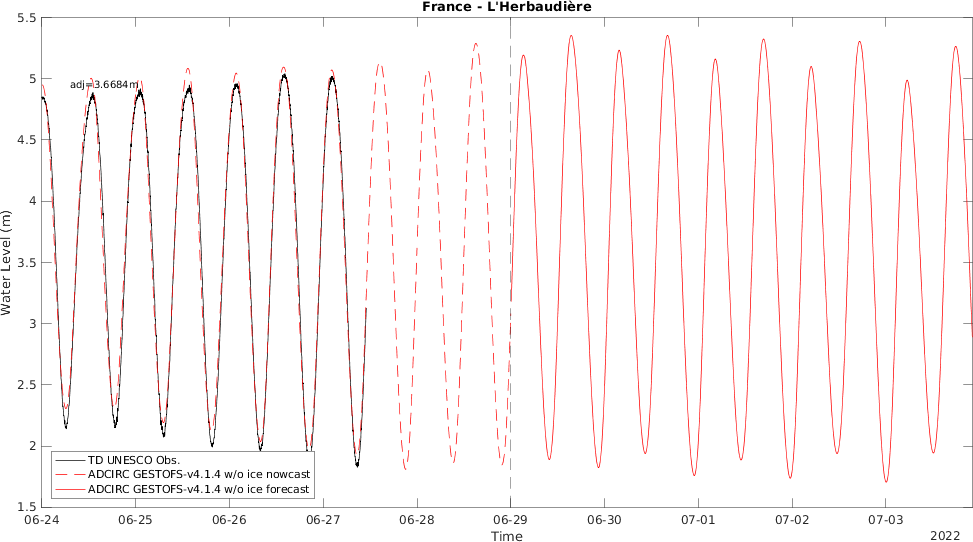 France - L'Herbaudière
5.5
5
4.5
4
3.5
3
2.5
2
1.5
Water Level (m)
adj=3.6684m
TD UNESCO Obs.
ADCIRC GESTOFS-v4.1.4 w/o ice nowcast
ADCIRC GESTOFS-v4.1.4 w/o ice forecast
06-24 06-25 06-26 06-27 06-28 06-29 06-30 07-01 07-02 07-03
Time
2022